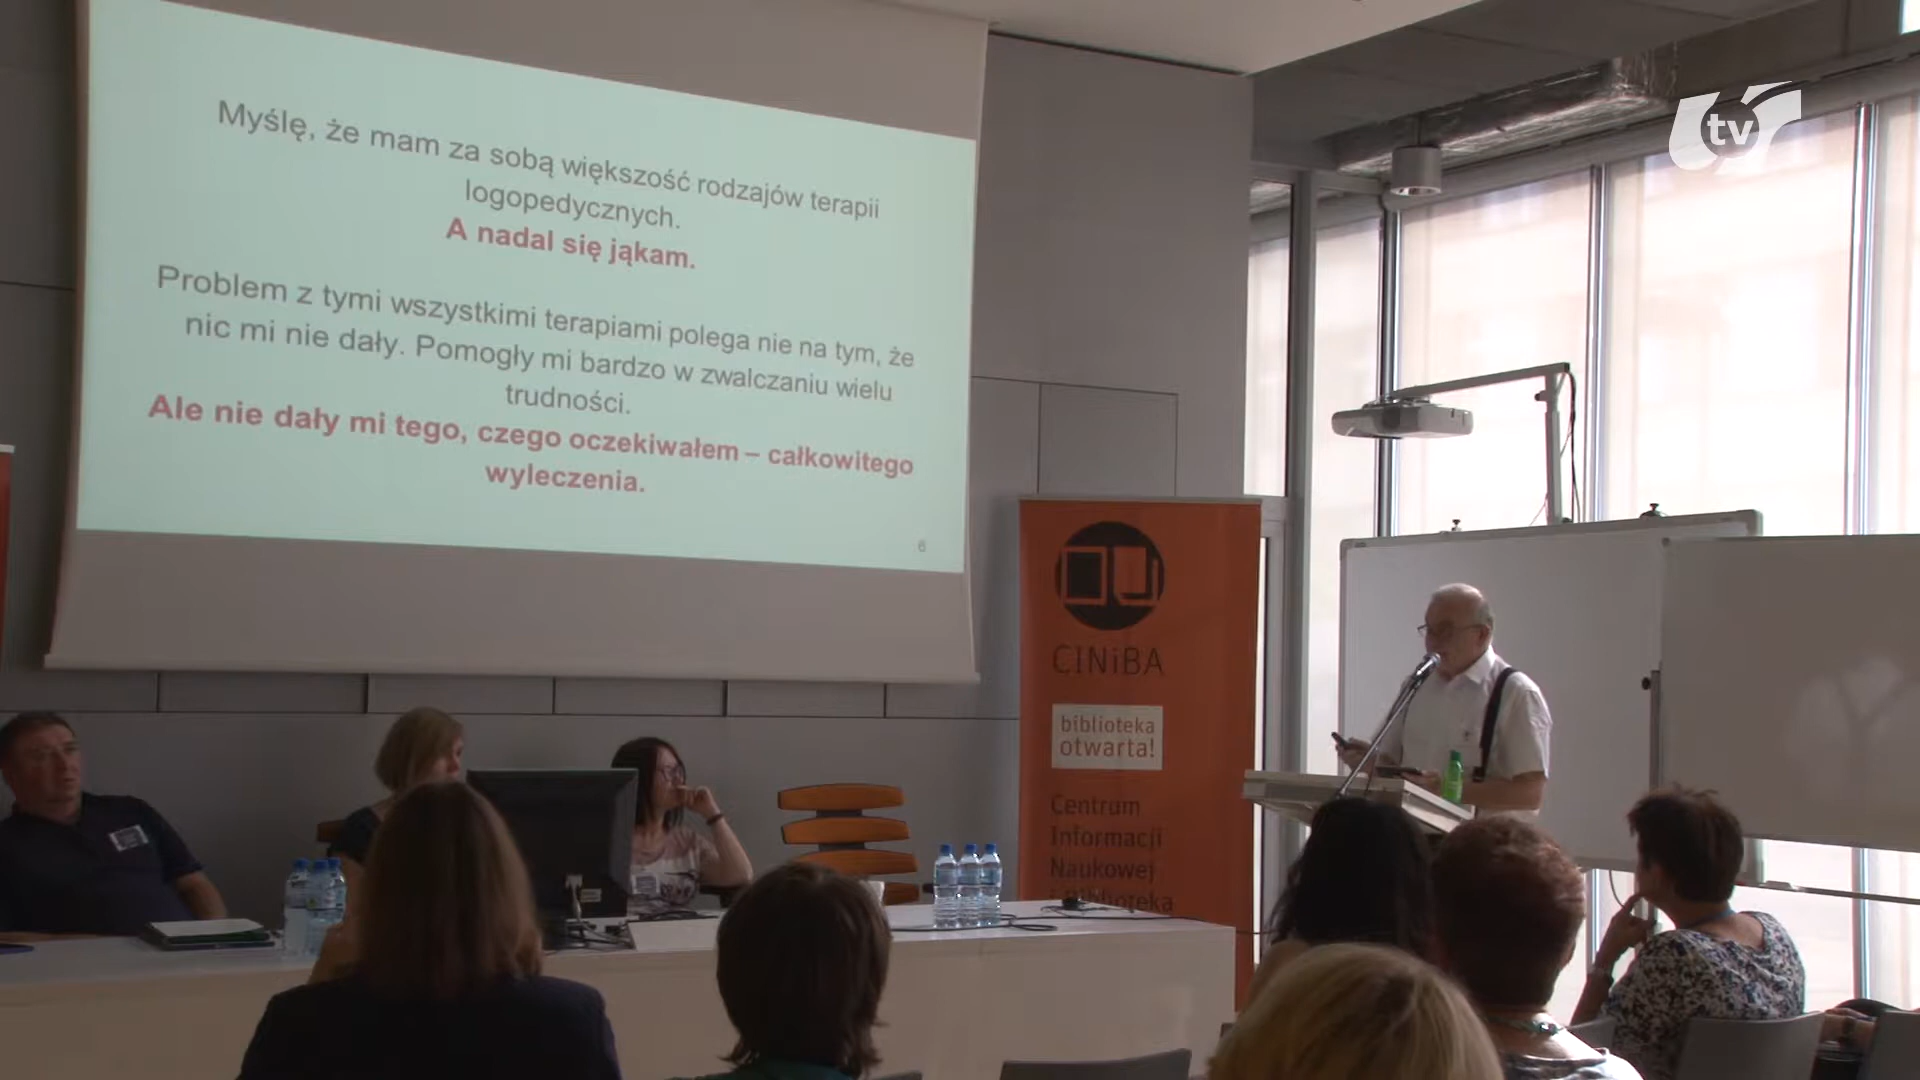 Myślę, że mam za sobą większość rodzajów terapii
logopedycznych.
A nadal się jąkam.
Problem z tymi wszystkimi terapiami polega nie na tym, że
nic mi nie dały. Pomogły mi bardzo w zwalczaniu wielu
trudności.
Ale nie dały mi tego, czego oczekiwałem – całkowitego
wyleczenia.
6
tv
CINiBA
biblioteka
otwarta!
Centrum
Informacji
Naukowej
i Biblioteka